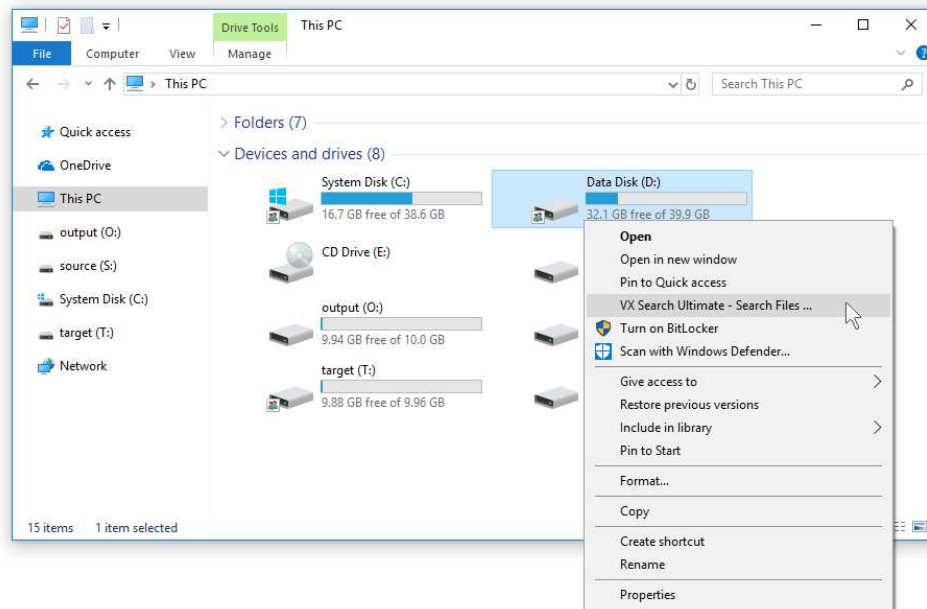 Drive Tools
This PC
File
Computer
View
Manage
This PC
Search This PC
Quick access
OneDrive
This PC
output (O:)
source (S:)
System Disk (C:)
target (T:)
Network
Folders (7)
Devices and drives (8)
System Disk (C:)
16.7 GB free of 38.6 GB
Data Disk (D:)
32.1 GB free of 39.9 GB
CD Drive (E:)
output (O:)
9.94 GB free of 10.0 GB
target (T:)
9.88 GB free of 9.96 GB
Open
Open in new window
Pin to Quick access
VX Search Ultimate - Search Files ...
Turn on BitLocker
Scan with Windows Defender...
Give access to
Restore previous versions
Include in library
Pin to Start
Format...
Copy
Create shortcut
Rename
Properties
15 items
1 item selected